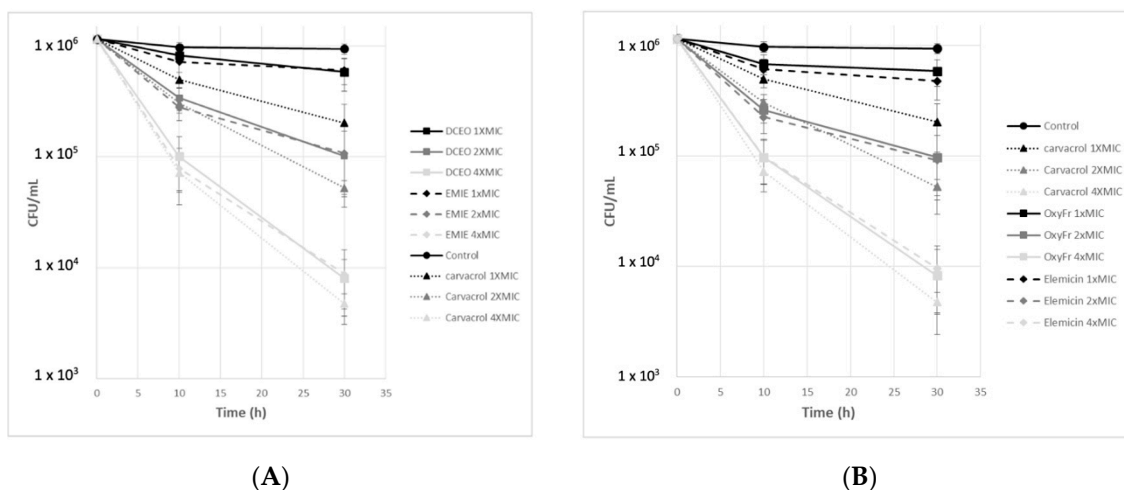 1 x 10⁶
1 x 10⁵
1 x 10⁴
1 x 10³
CFU/mL
0 5 10 15 20 25 30 35
Time (h)
DCEO 1XMIC
DCEO 2XMIC
DCEO 4XMIC
EMIE 1xMIC
EMIE 2xMIC
EMIE 4xMIC
Control
carvacrol 1XMIC
Carvacrol 2XMIC
Carvacrol 4XMIC
(A)
1 x 10⁶
1 x 10⁵
1 x 10⁴
1 x 10³
CFU/mL
0 5 10 15 20 25 30 35
Time (h)
Control
carvacrol 1XMIC
Carvacrol 2XMIC
Carvacrol 4XMIC
OxyFr 1xMIC
OxyFr 2xMIC
OxyFr 4xMIC
Elemicin 1xMIC
Elemicin 2xMIC
Elemicin 4xMIC
(B)